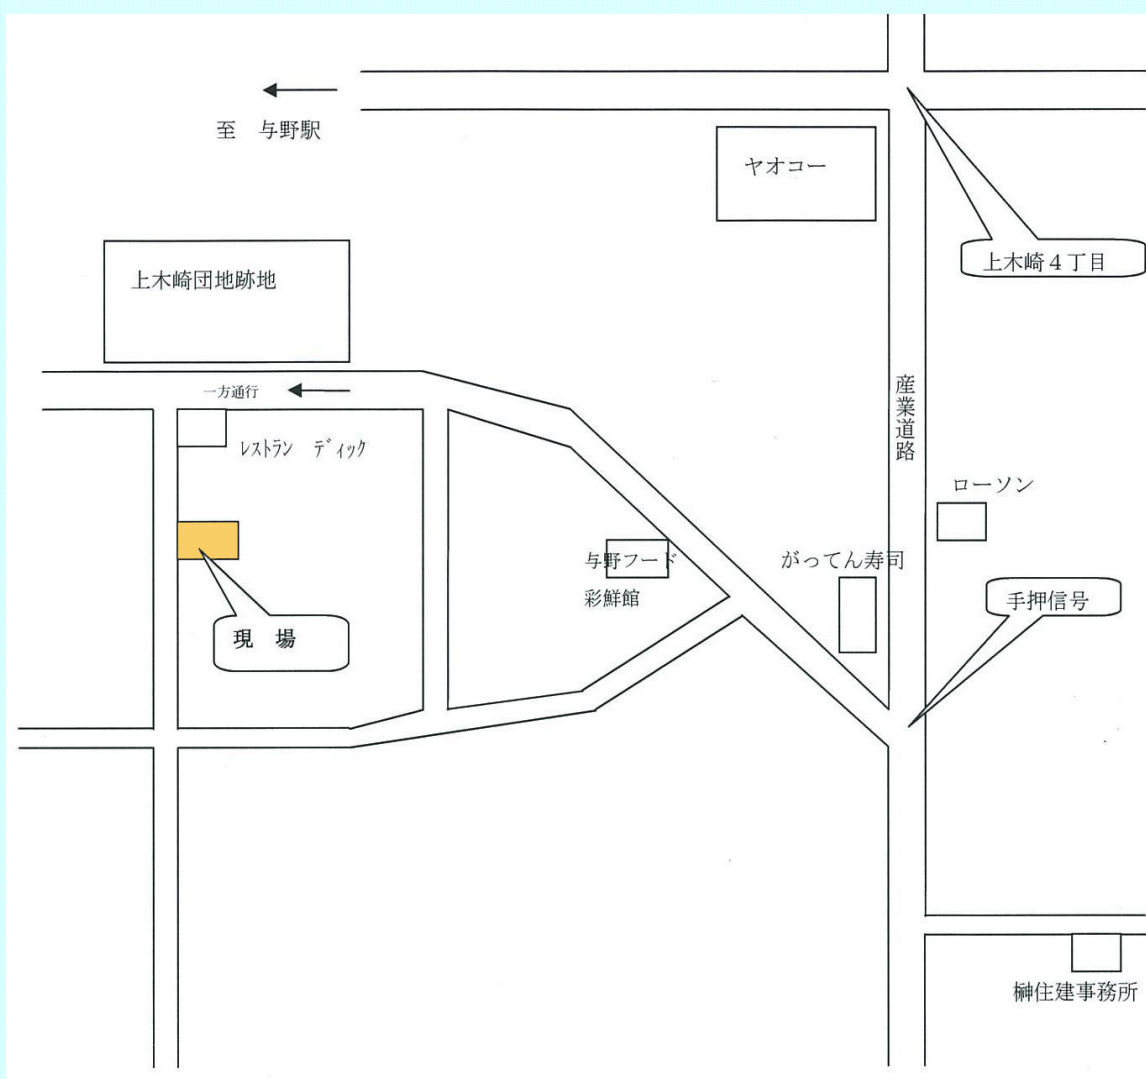 至　与野駅
ヤオコー
上木崎４丁目
上木崎団地跡地
一方通行
産業道路
ﾚｽﾄﾗﾝ　ﾃﾞｨｯｸ
ローソン
与野フード
彩鮮館
がってん寿司
手押信号
現　場
榊住建事務所